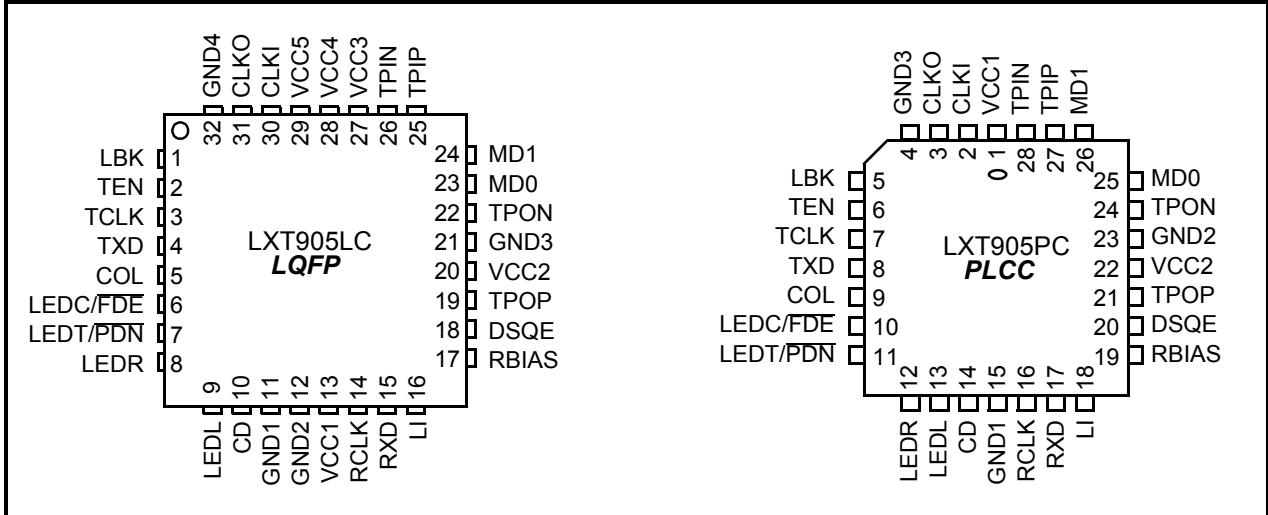 GND4 CLKO CLKI VCC5 VCC4 VCC3 TPIN TPIP
32 31 30 29 28 27 26 25
LBK 1
TEN 2
TCLK 3
TXD 4
COL 5
LEDC/FDE 6
LEDT/PDN 7
LEDR 8
LXT905LC
LQFP
24 MD1
23 MD0
22 TPON
21 GND3
20 VCC2
19 TPOP
18 DSQE
17 RBIAS
9 10 11 12 13 14 15 16
LEDL CD GND1 GND2 VCC1 RCLK RXD LI
GND3 CLKO CLKI VCC1 TPIN TPIP MD1
4 3 2 1 28 27 26
LBK 5
TEN 6
TCLK 7
TXD 8
COL 9
LEDC/FDE 10
LEDT/PDN 11
LXT905PC
PLCC
25 MD0
24 TPON
23 GND2
22 VCC2
21 TPOP
20 DSQE
19 RBIAS
12 13 14 15 16 17 18
LEDR LEDL CD GND1 RCLK RXD LI